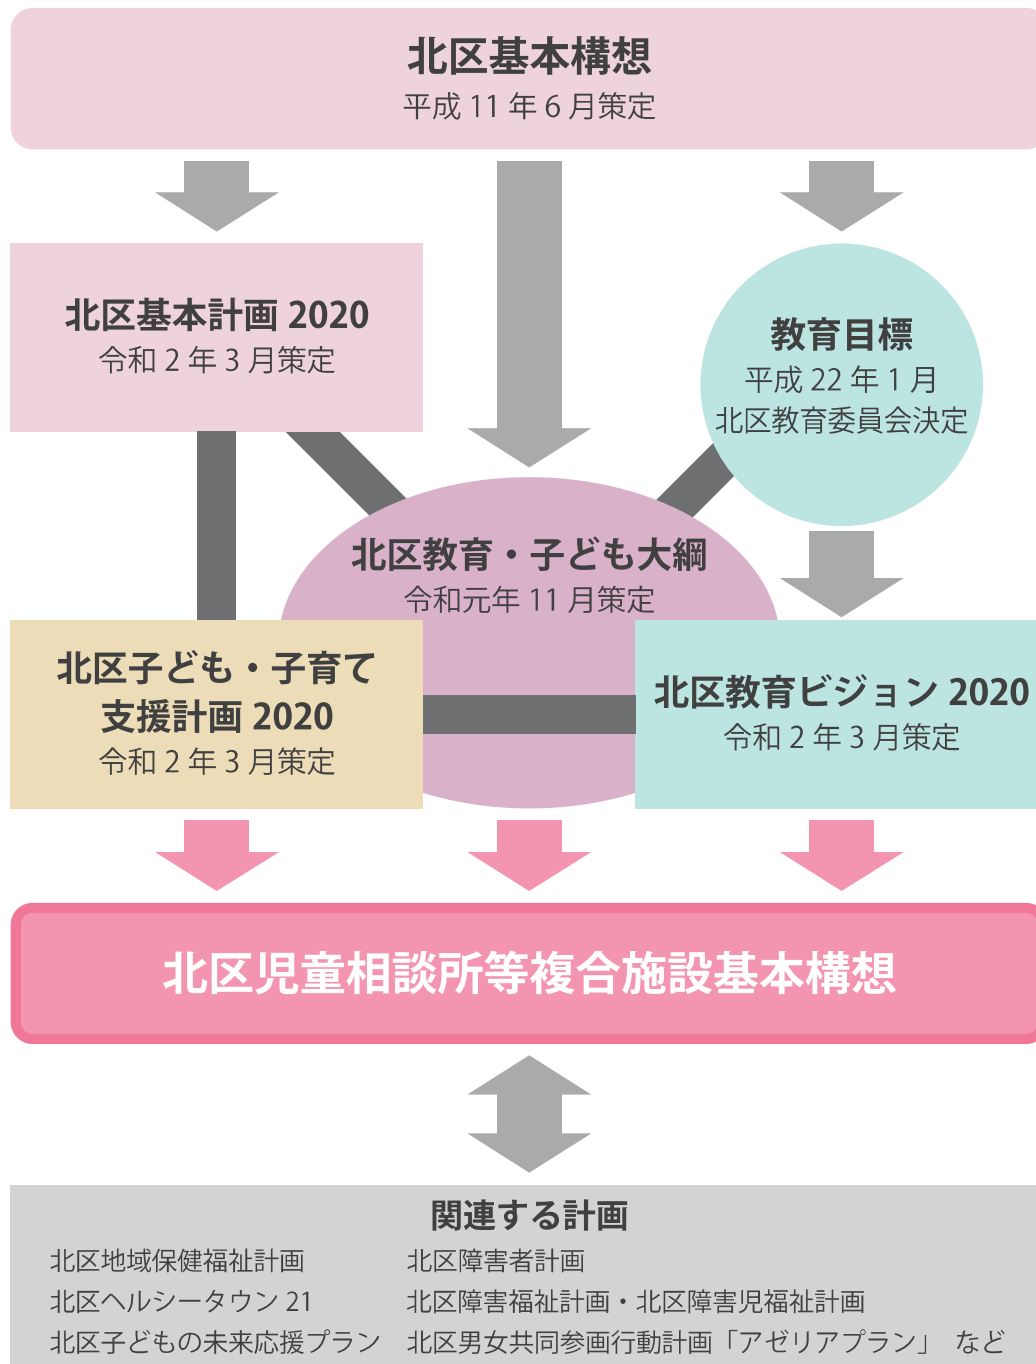 北区基本構想
平成 11 年 6 月策定
北区基本計画 2020
令和 2 年 3 月策定
教育目標
平成 22 年 1 月
北区教育委員会決定
北区教育・子ども大綱
令和元年 11 月策定
北区子ども・子育て
支援計画 2020
令和 2 年 3 月策定
北区教育ビジョン 2020
令和 2 年 3 月策定
北区児童相談所等複合施設基本構想
関連する計画
北区地域保健福祉計画 北区障害者計画
北区ヘルシータウン 21 北区障害福祉計画・北区障害児福祉計画
北区子どもの未来応援プラン 北区男女共同参画行動計画「アゼリアプラン」 など